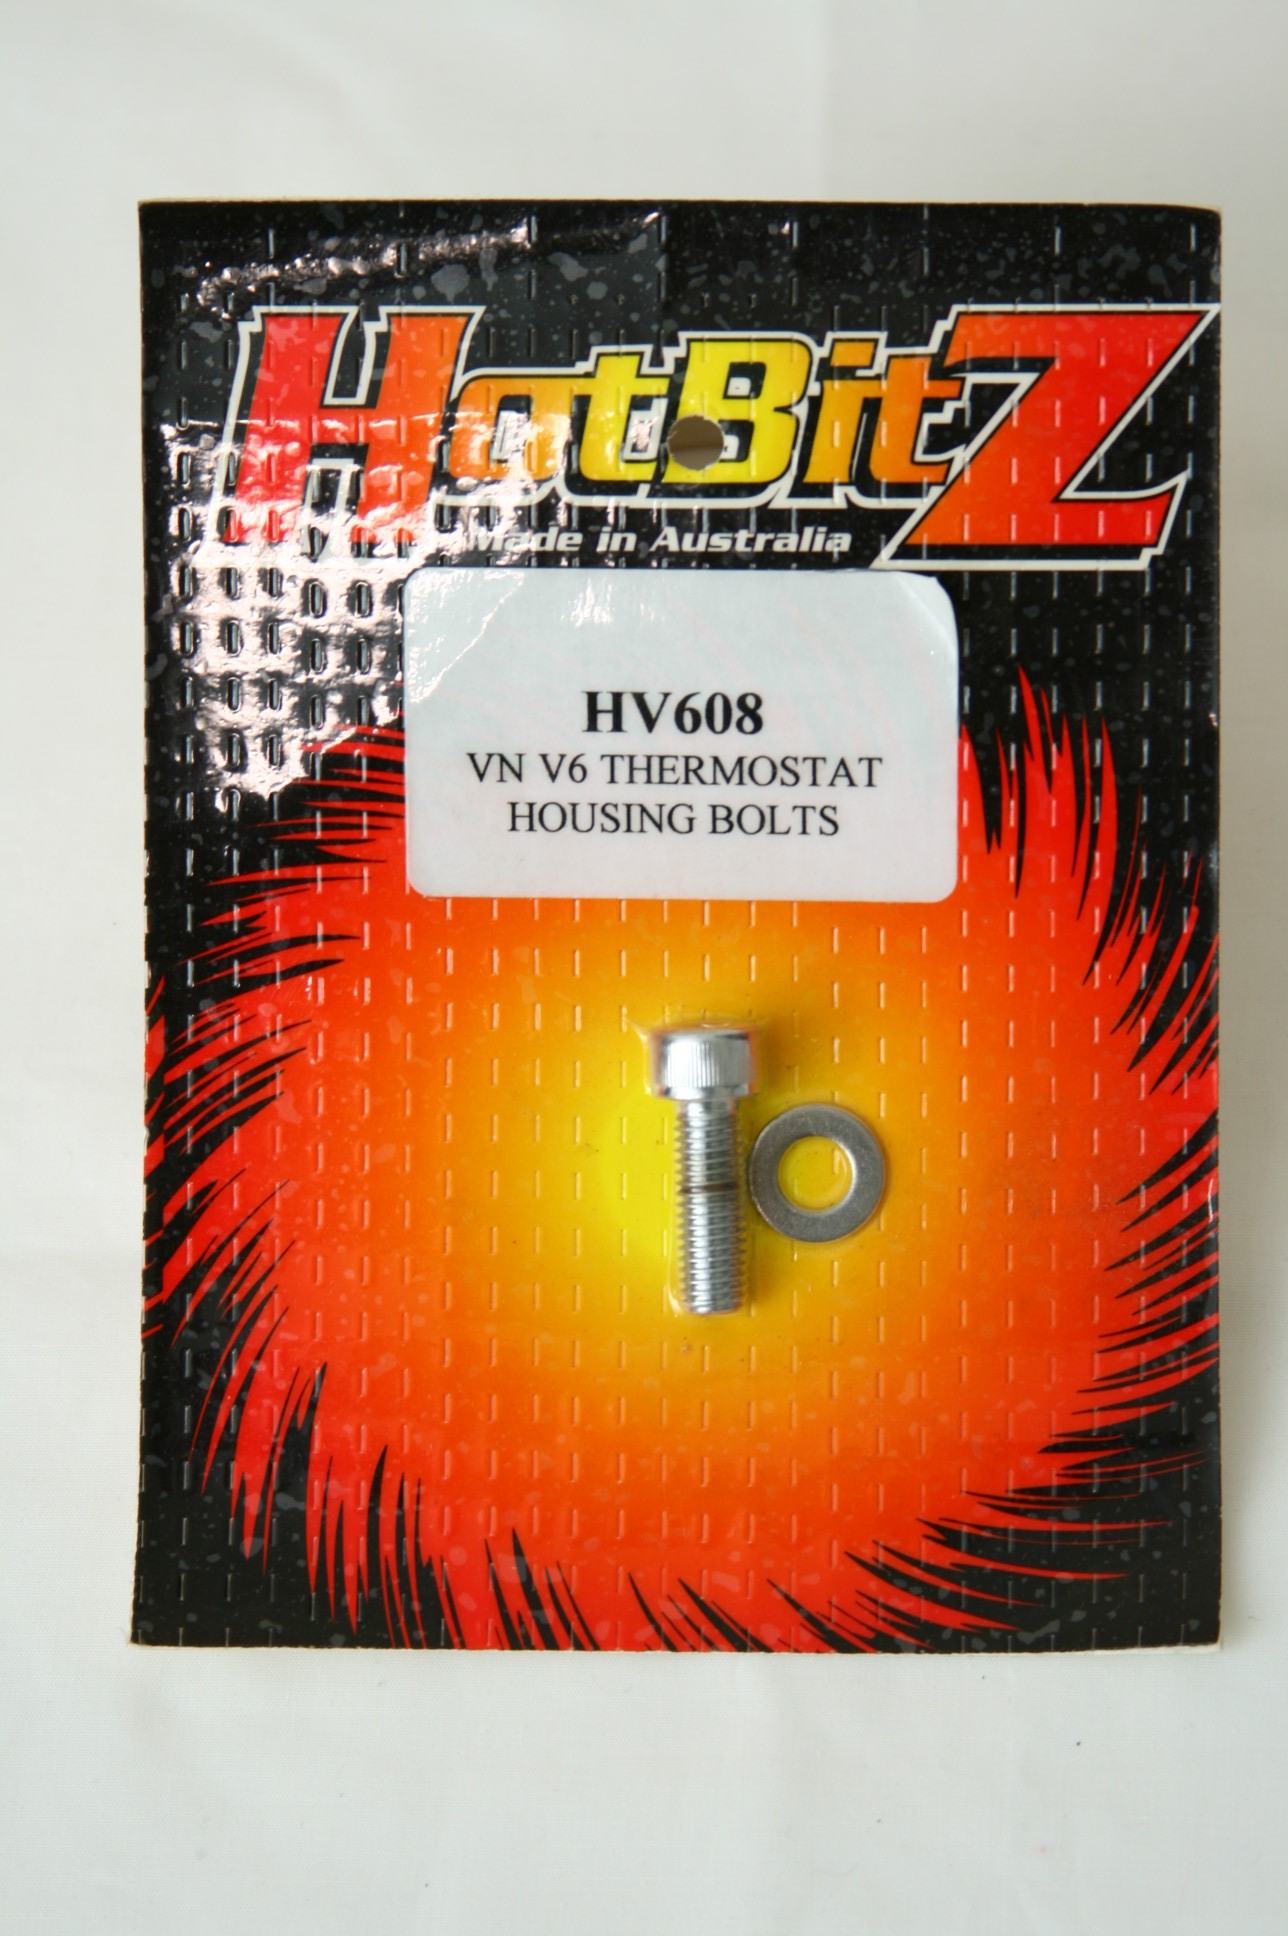 HotBitZ
Made in Australia
HV608
VN V6 THERMOSTAT
HOUSING BOLTS